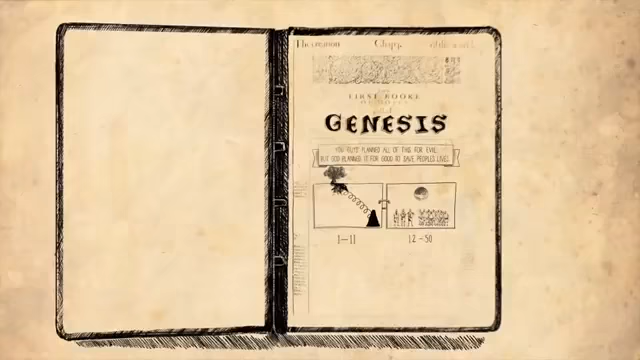 FIRST BOOKE
GENESIS
YOU GUYS PLANNED ALL OF THIS FOR EVIL.
BUT GOD PLANNED IT FOR GOOD TO SAVE PEOPLES LIVES.
1-11
12-50